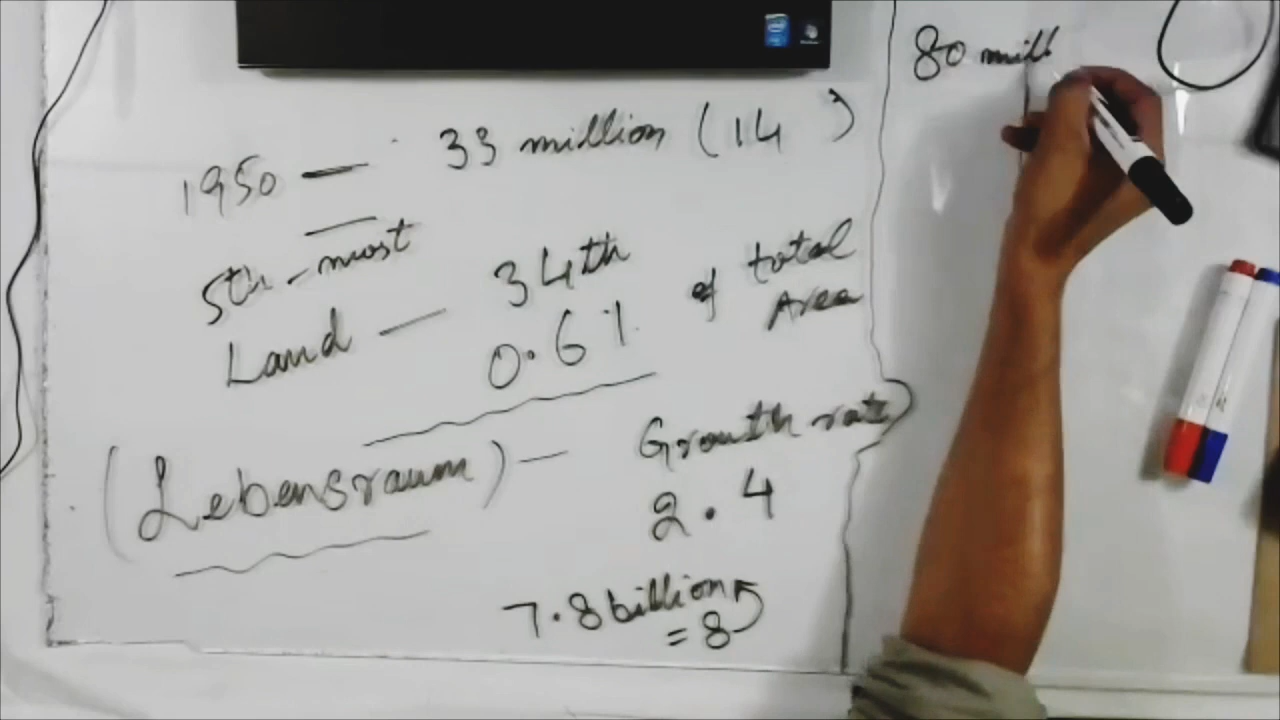 80 mill
1950 — 33 million (14 )
5th - most
Land — 34th
0.6% of total Area
(Lebensraum) — Growth rate
2.4
7.8 billion
= 8
intel